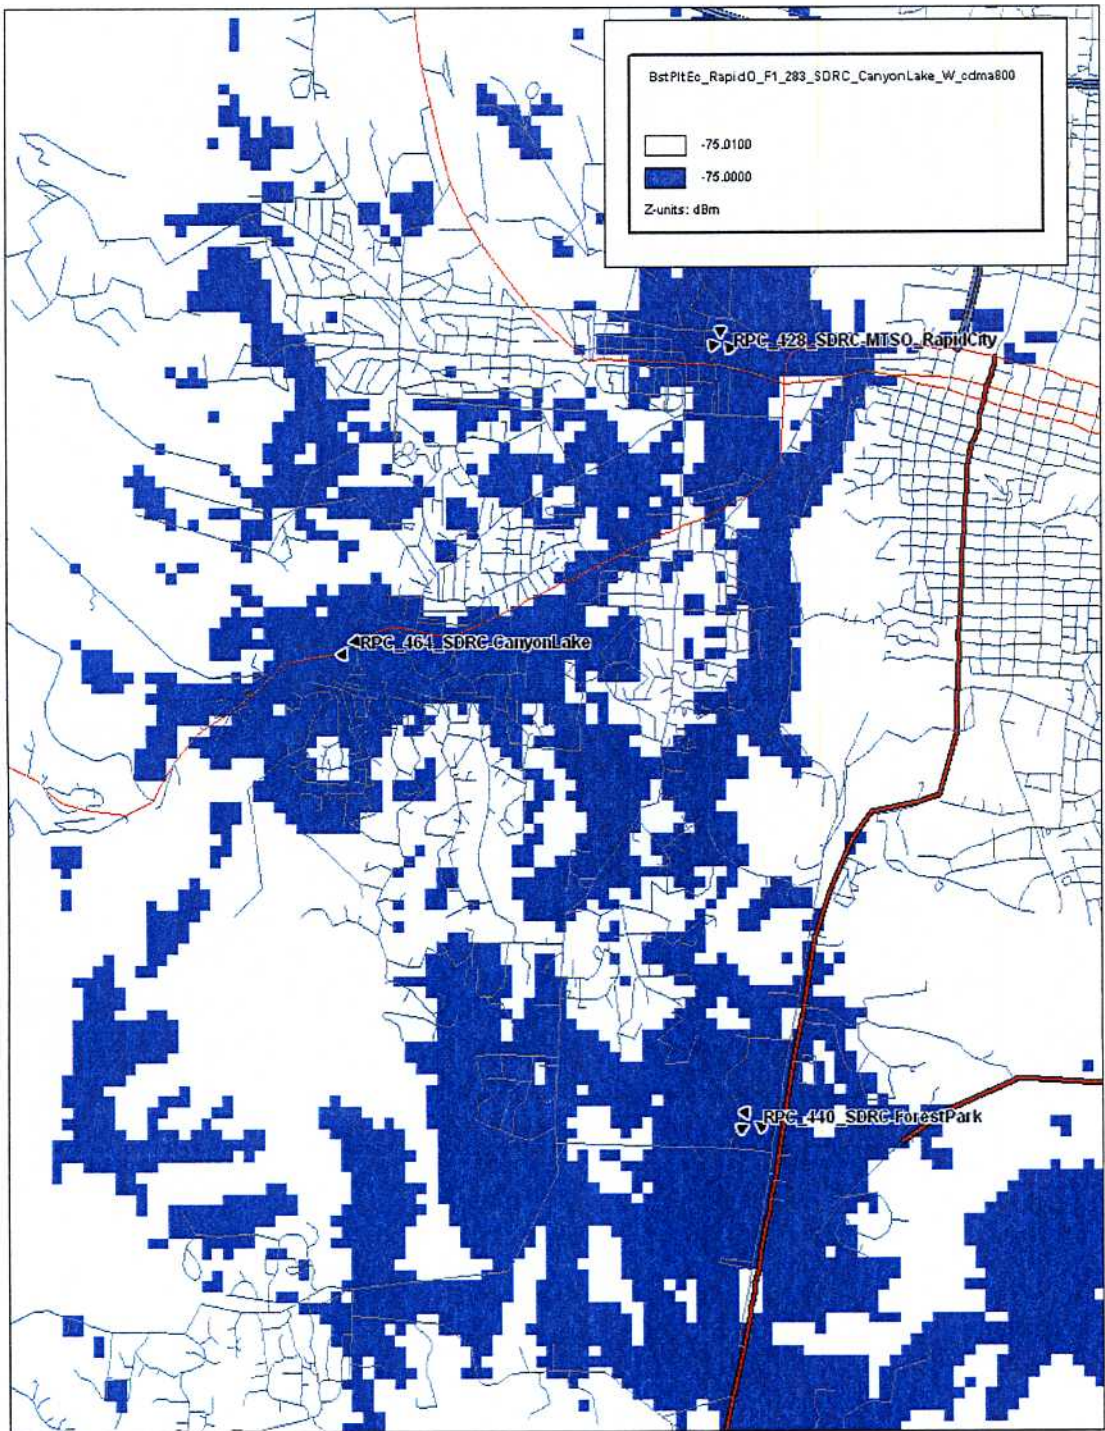 BstPltEc_RapidO_F1_283_SDRC_CanyonLake_W_cdma800
-75.0100
-75.0000
Z-units: dBm
RPC_428_SDRC-MTSO_RapidCity
RPC_464_SDRC-CanyonLake
RPC_440_SDRC-ForestPark